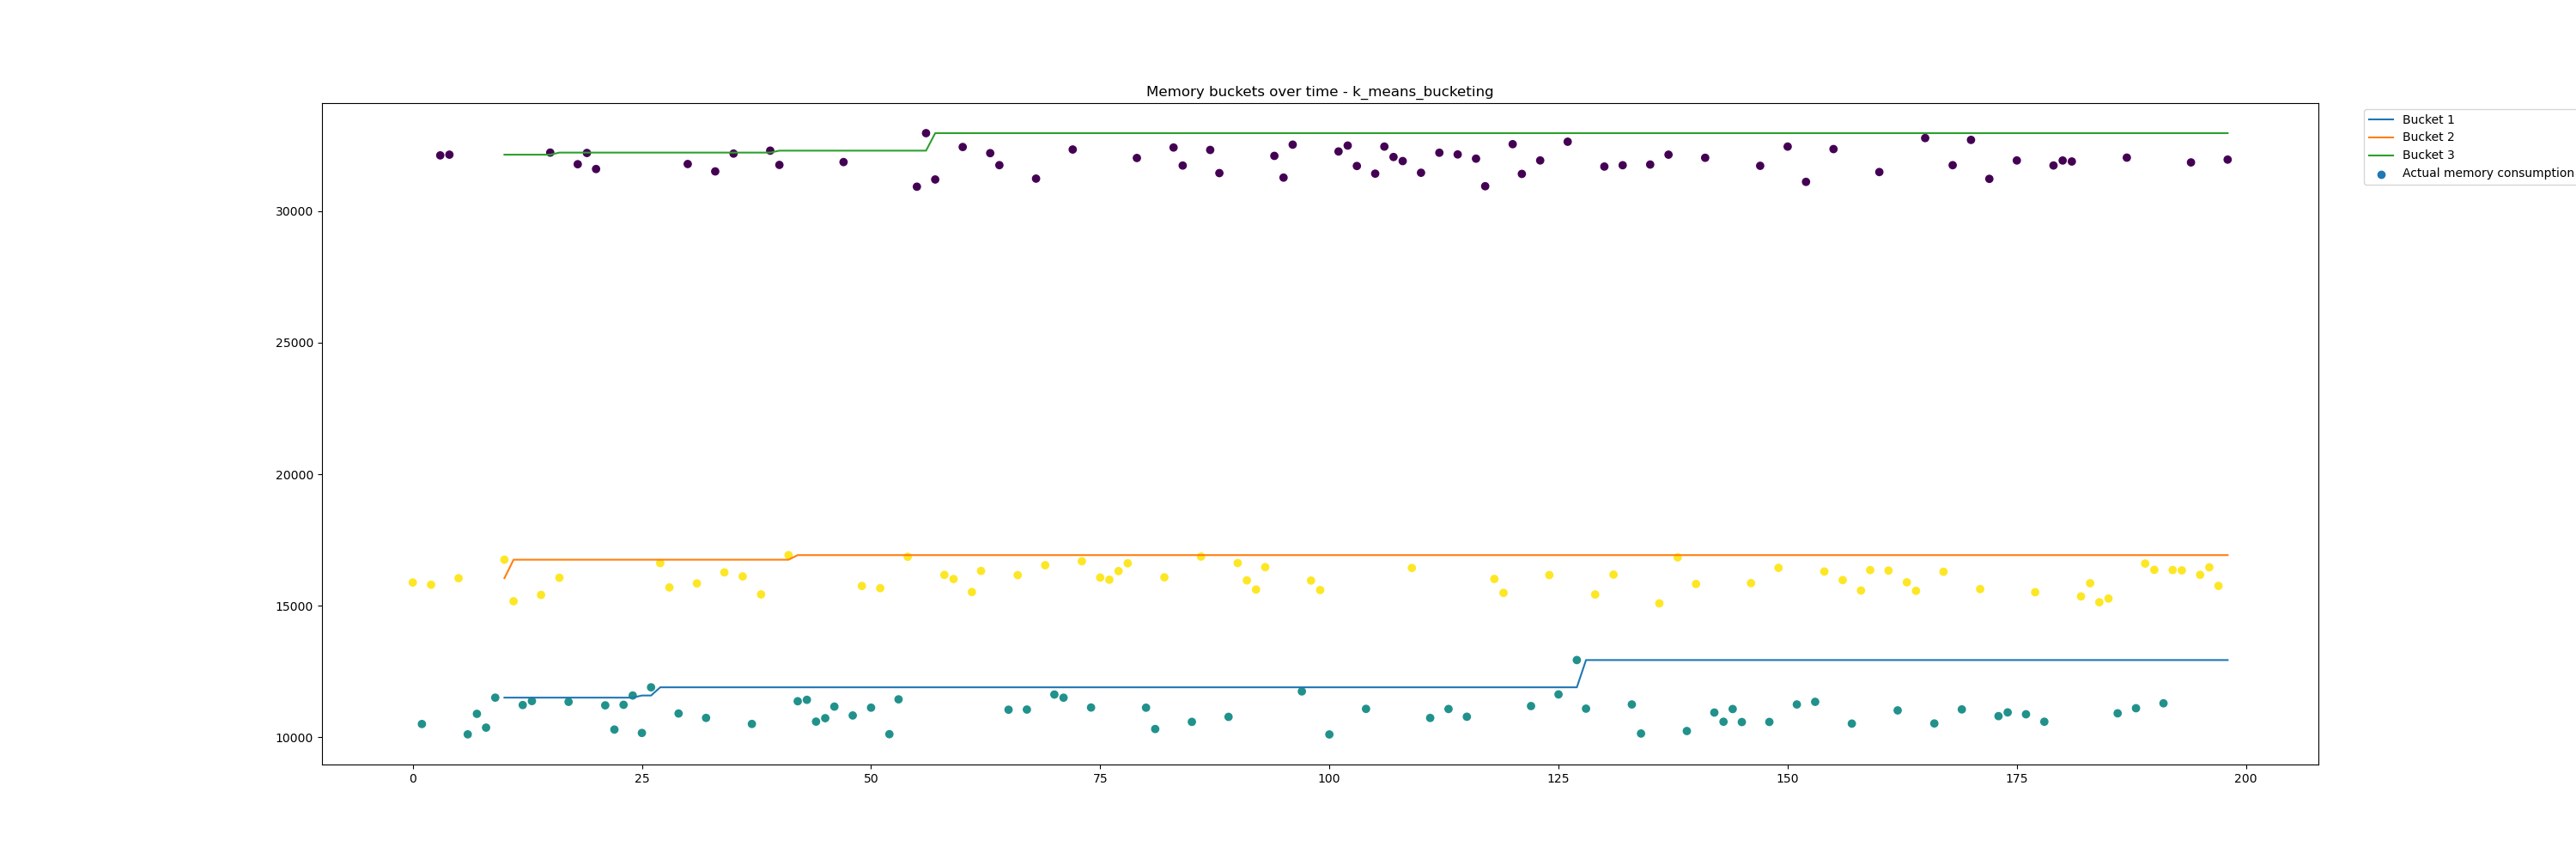 Memory buckets over time - k_means_bucketing
Bucket 1
Bucket 2
Bucket 3
Actual memory consumption
30000
25000
20000
15000
10000
0 25 50 75 100 125 150 175 200